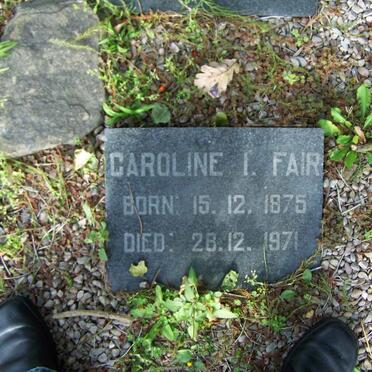 CAROLINE I. FAIR
BORN: 15.12.1875
DIED: 28.12.1971